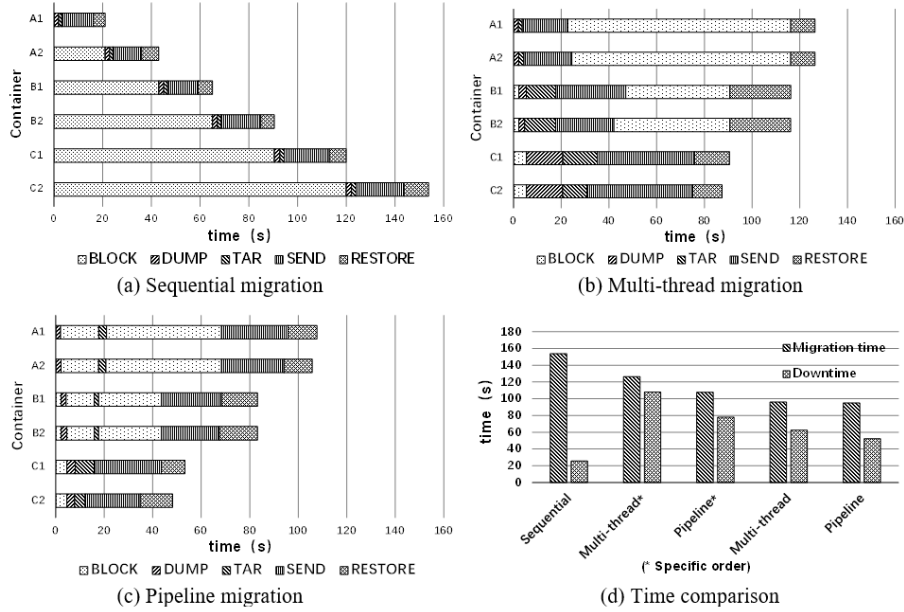 A1
A2
B1
B2
C1
C2
Container
0 20 40 60 80 100 120 140 160
time (s)
BLOCK DUMP TAR SEND RESTORE
(a) Sequential migration
A1
A2
B1
B2
C1
C2
Container
0 20 40 60 80 100 120 140 160
time (s)
BLOCK DUMP TAR SEND RESTORE
(b) Multi-thread migration
A1
A2
B1
B2
C1
C2
Container
0 20 40 60 80 100 120 140 160
time (s)
BLOCK DUMP TAR SEND RESTORE
(c) Pipeline migration
180
160
140
120
100
80
60
40
20
0
time (s)
Migration time
Downtime
Sequential
Multi-thread*
Pipeline*
Multi-thread
Pipeline
(* Specific order)
(d) Time comparison